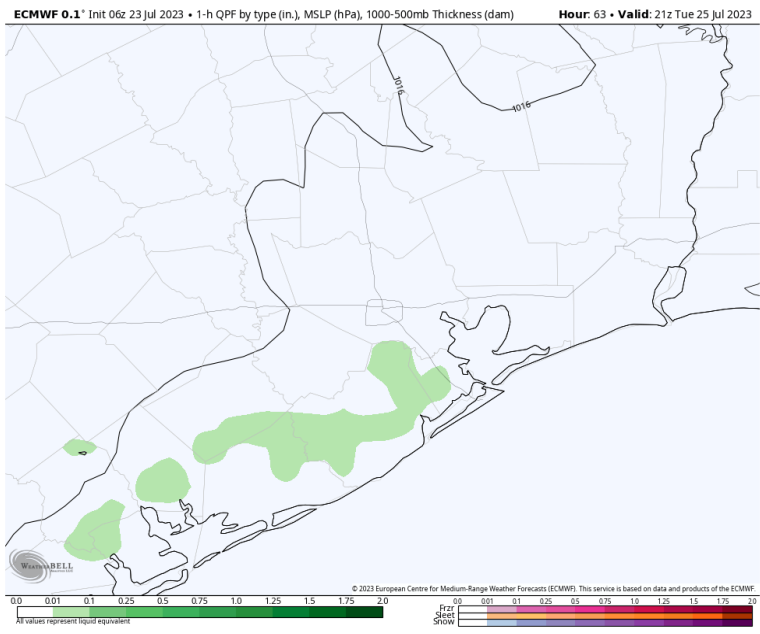 ECMWF 0.1° Init 06z 23 Jul 2023 • 1-h QPF by type (in.), MSLP (hPa), 1000-500mb Thickness (dam)
Hour: 63 • Valid: 21z Tue 25 Jul 2023
1016
1016
WEATHERBELL
© 2023 European Centre for Medium-Range Weather Forecasts (ECMWF). This service is based on data and products of the ECMWF.
0.0 0.01 0.1 0.25 0.5 0.75 1.0 1.25 1.5 1.75 2.0
All values represent liquid equivalent
0.0 0.01 0.1 0.25 0.5 0.75 1.0 1.25 1.5 1.75 2.0
Frzr
Sleet
Snow